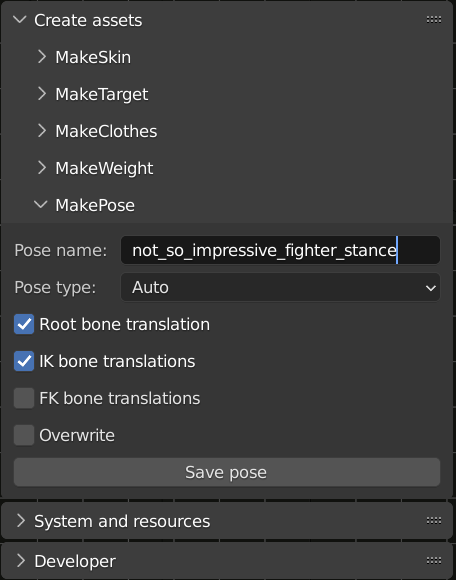 Create assets
MakeSkin
MakeTarget
MakeClothes
MakeWeight
MakePose
Pose name: not_so_impressive_fighter_stance
Pose type: Auto
Root bone translation
IK bone translations
FK bone translations
Overwrite
Save pose
System and resources
Developer